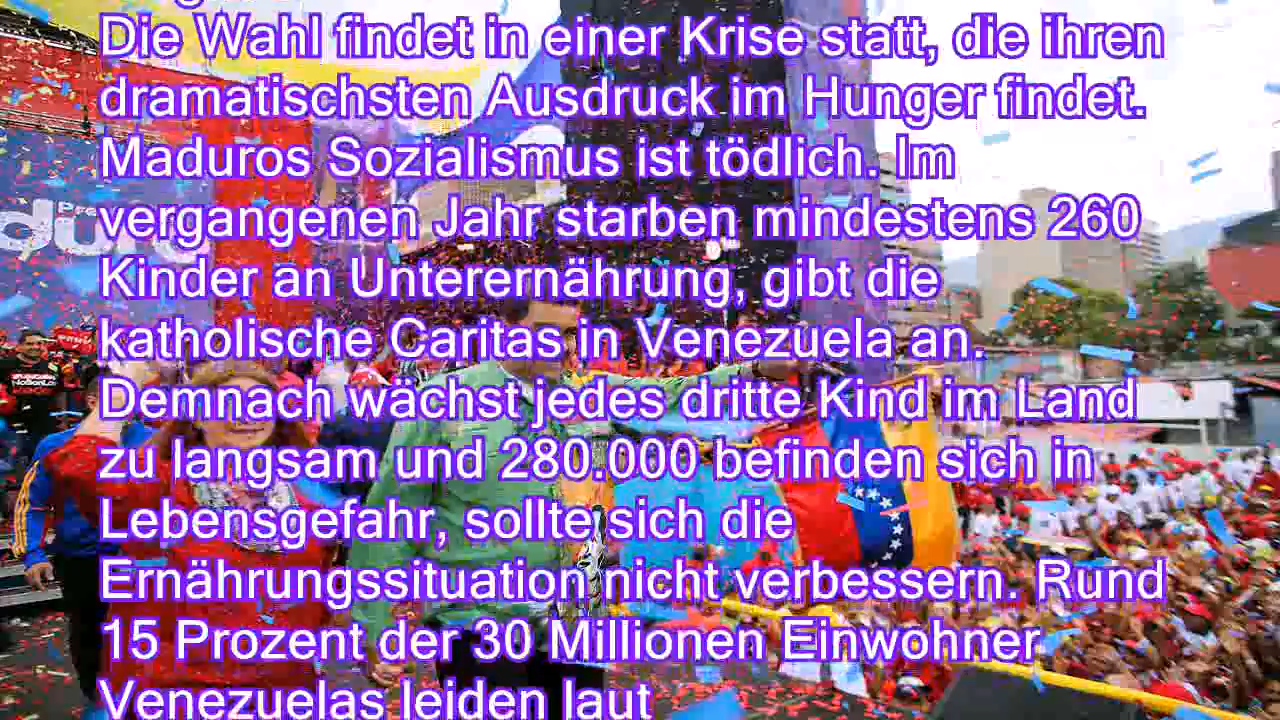 Die Wahl findet in einer Krise statt, die ihren
dramatischsten Ausdruck im Hunger findet.
Maduros Sozialismus ist tödlich. Im
vergangenen Jahr starben mindestens 260
Kinder an Unterernährung, gibt die
katholische Caritas in Venezuela an.
Demnach wächst jedes dritte Kind im Land
zu langsam und 280.000 befinden sich in
Lebensgefahr, sollte sich die
Ernährungssituation nicht verbessern. Rund
15 Prozent der 30 Millionen Einwohner
Venezuelas leiden laut